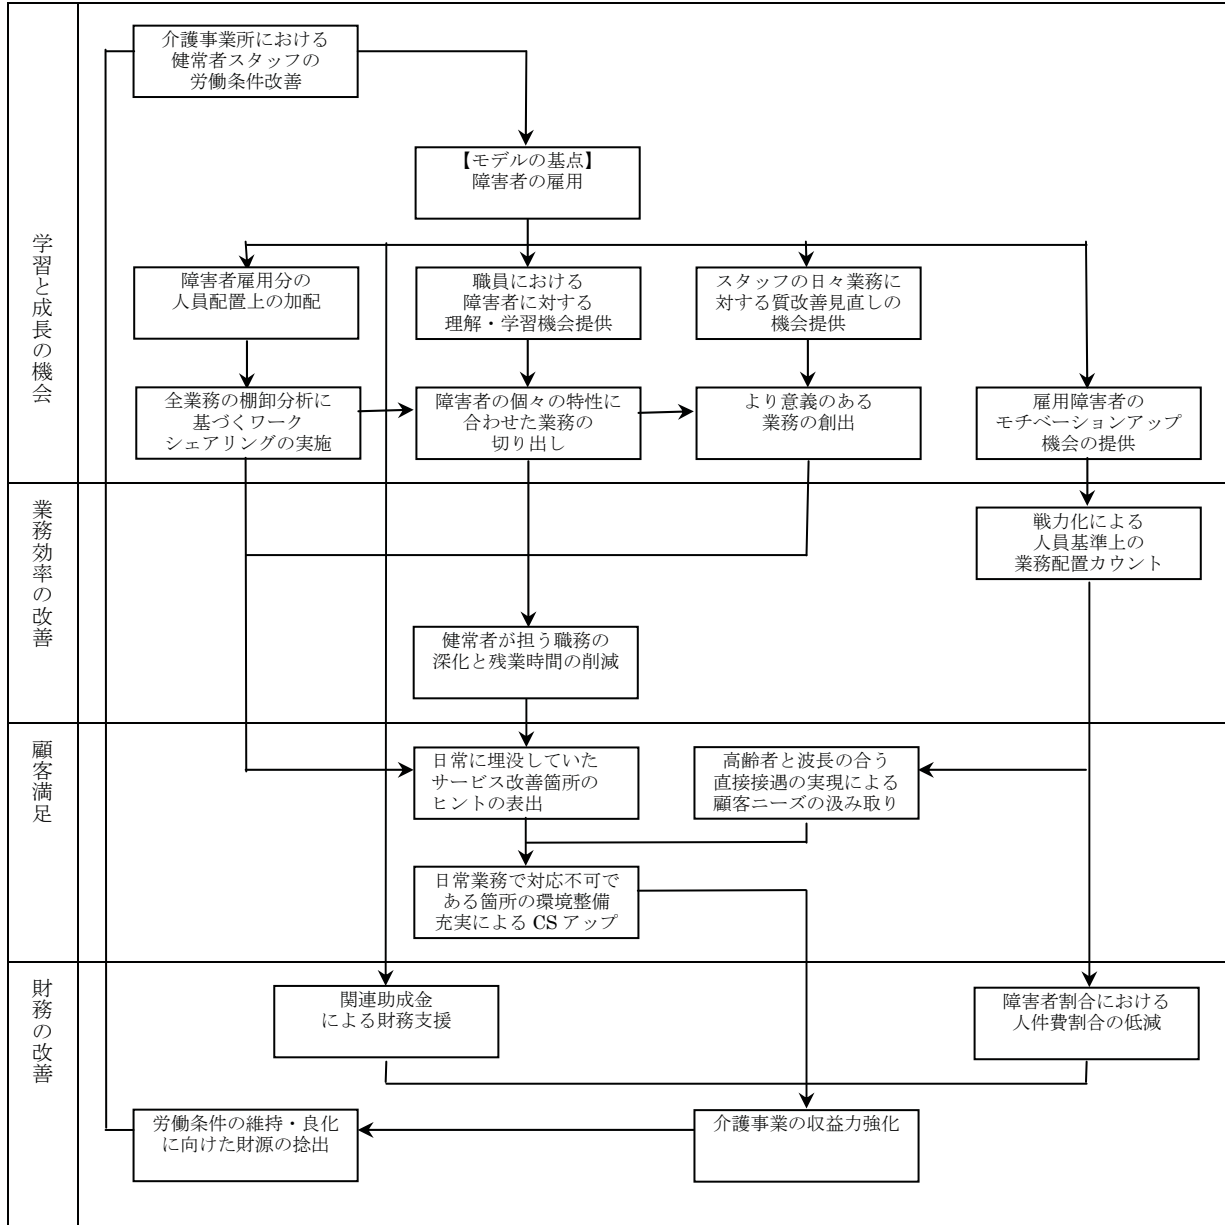 学習と成長の機会
介護事業所における
健常者スタッフの
労働条件改善
【モデルの基点】
障害者の雇用
障害者雇用分の
人員配置上の加配
職員における
障害者に対する
理解・学習機会提供
スタッフの日々業務に
対する質改善見直しの
機会提供
全業務の棚卸分析に
基づくワーク
シェアリングの実施
障害者の個々の特性に
合わせた業務の
切り出し
より意義のある
業務の創出
雇用障害者の
モチベーションアップ
機会の提供
業務効率の改善
戦力化による
人員基準上の
業務配置カウント
健常者が担う職務の
深化と残業時間の削減
顧客満足
日常に埋没していた
サービス改善箇所の
ヒントの表出
高齢者と波長の合う
直接接遇の実現による
顧客ニーズの汲み取り
日常業務で対応不可で
ある箇所の環境整備
充実による CS アップ
財務の改善
関連助成金
による財務支援
障害者割合における
人件費割合の低減
労働条件の維持・良化
に向けた財源の捻出
介護事業の収益力強化